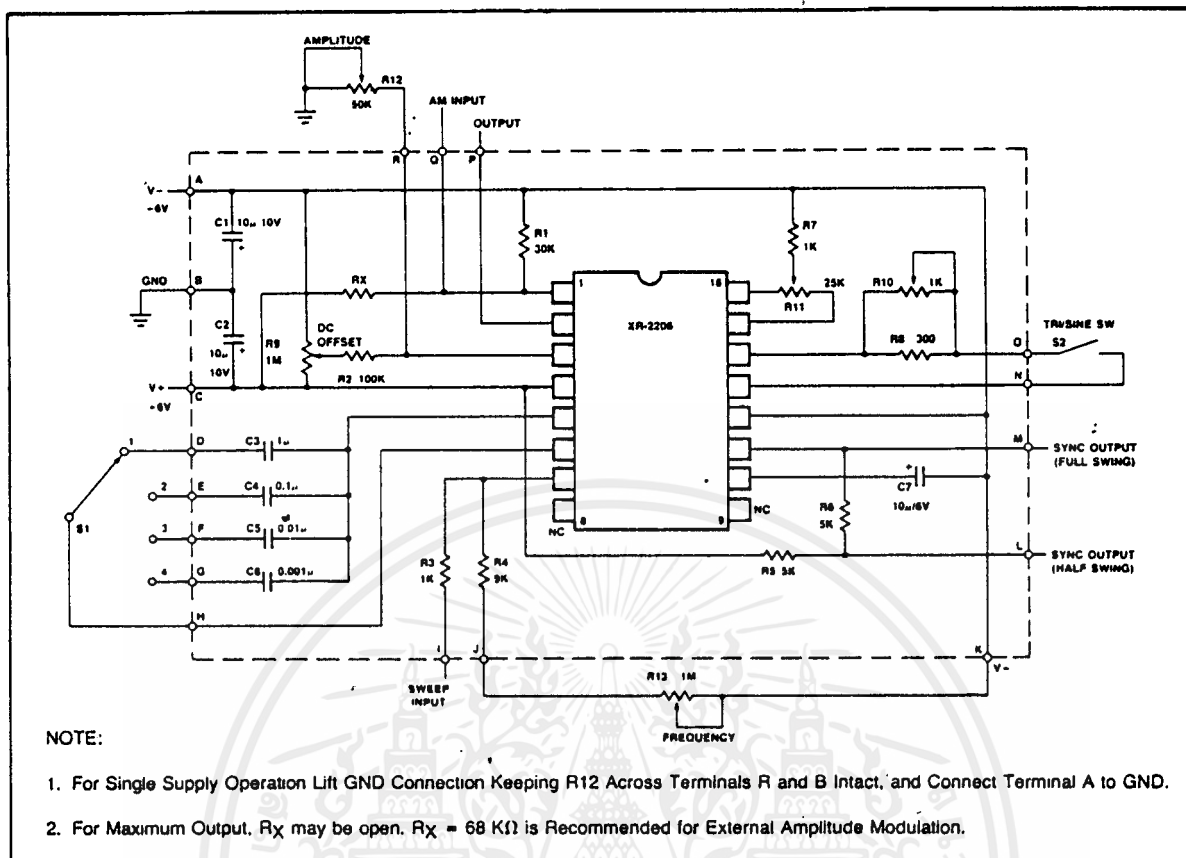 AMPLITUDE
R12
50K
AM INPUT
OUTPUT
R
Q
P
A
V-
-6V
C1 10μ 10V
+
R1
30K
R7
1K
GNO
B
RX
1
16
25K
R11
R10
1K
C2
10μ
10V
+
R9
1M
DC
OFFSET
R2 100K
XR-2206
R8 300
TRI/SINE SW
O
S2
N
V+
-6V
C
1
D
C3
1μ
M
SYNC OUTPUT
(FULL SWING)
2
E
C4
0.1μ
+
C7
10μ/6V
S1
3
F
C5
0.01μ
NC
8
9
NC
R6
5K
4
G
C6
0.001μ
R3
1K
R4
9K
R5 5K
L
SYNC OUTPUT
(HALF SWING)
H
I
J
K
V-
SWEEP
INPUT
R13 1M
FREQUENCY
NOTE:
1. For Single Supply Operation Lift GND Connection Keeping R12 Across Terminals R and B Intact, and Connect Terminal A to GND.
2. For Maximum Output, RX may be open. RX = 68 KΩ is Recommended for External Amplitude Modulation.